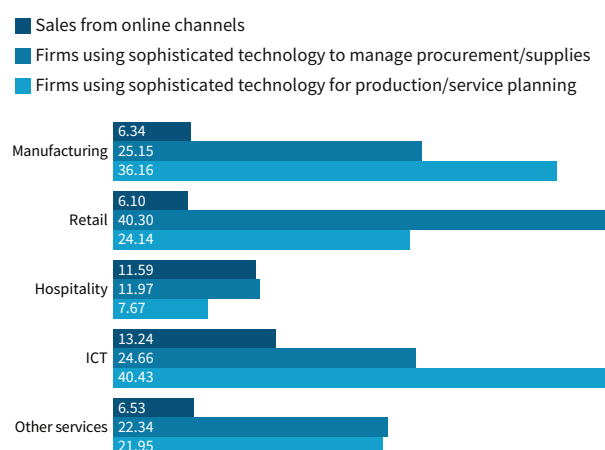 Sales from online channels
Firms using sophisticated technology to manage procurement/supplies
Firms using sophisticated technology for production/service planning
6.34
Manufacturing 25.15
36.16
6.10
Retail 40.30
24.14
11.59
Hospitality 11.97
7.67
13.24
ICT 24.66
40.43
6.53
Other services 22.34
21.95